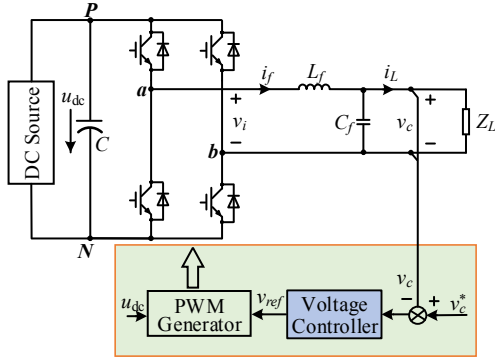 P
DC Source
u_dc
C
a
b
N
i_f
L_f
i_L
+
v_i
−
C_f
+
v_c
−
Z_L
u_dc
PWM Generator
v_ref
Voltage Controller
v_c
−
+
v_c^*